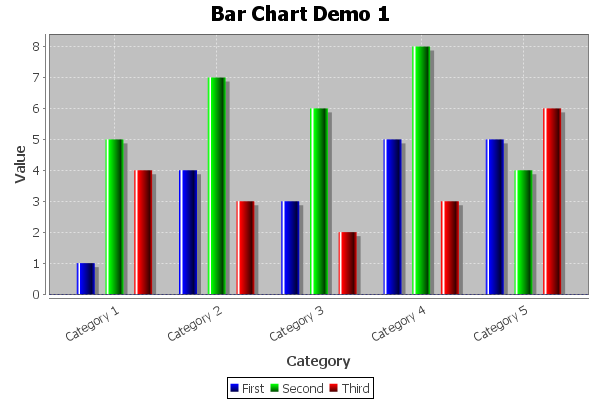 Bar Chart Demo 1
Value
8
7
6
5
4
3
2
1
0
Category 1
Category 2
Category 3
Category 4
Category 5
Category
First Second Third